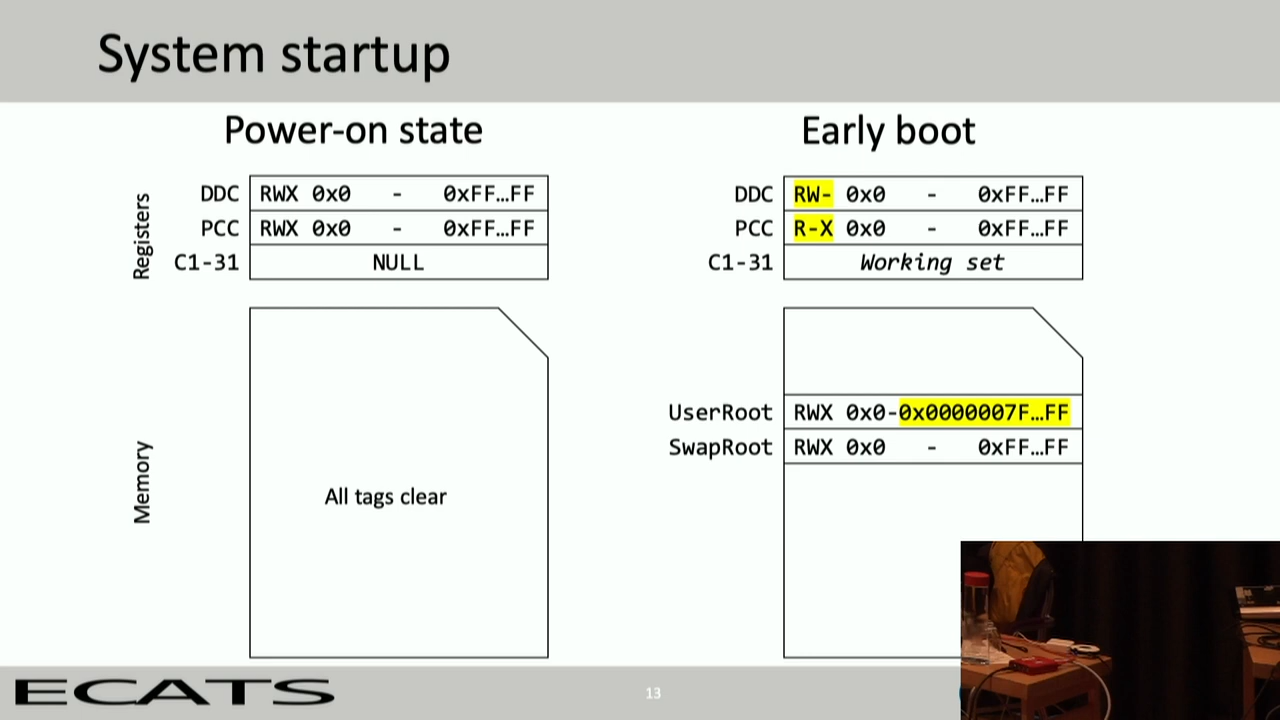 System startup
Power-on state
Registers
DDC RWX 0x0 - 0xFF…FF
PCC RWX 0x0 - 0xFF…FF
C1-31 NULL
Memory
All tags clear
Early boot
DDC RW- 0x0 - 0xFF…FF
PCC R-X 0x0 - 0xFF…FF
C1-31 Working set
UserRoot RWX 0x0-0x0000007F…FF
SwapRoot RWX 0x0 - 0xFF…FF
ECATS
13